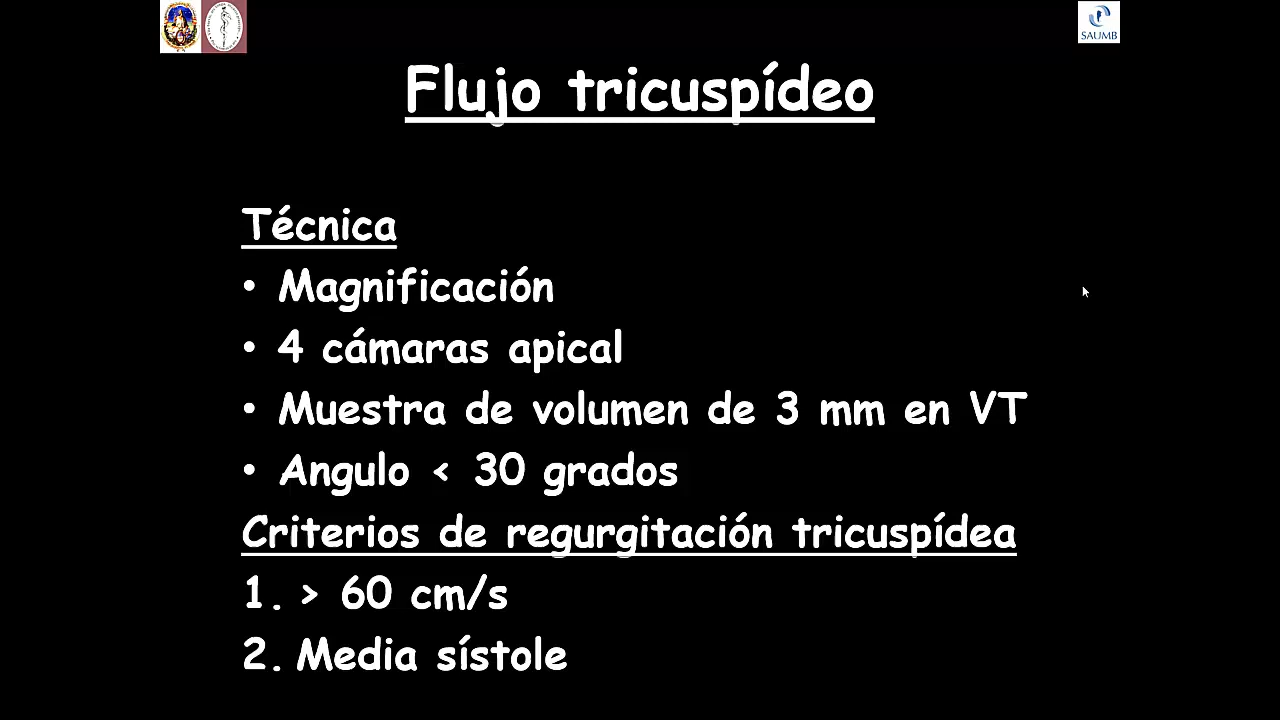 SAUMB
Flujo tricuspídeo
Técnica
• Magnificación
• 4 cámaras apical
• Muestra de volumen de 3 mm en VT
• Angulo < 30 grados
Criterios de regurgitación tricuspídea
1. > 60 cm/s
2. Media sístole